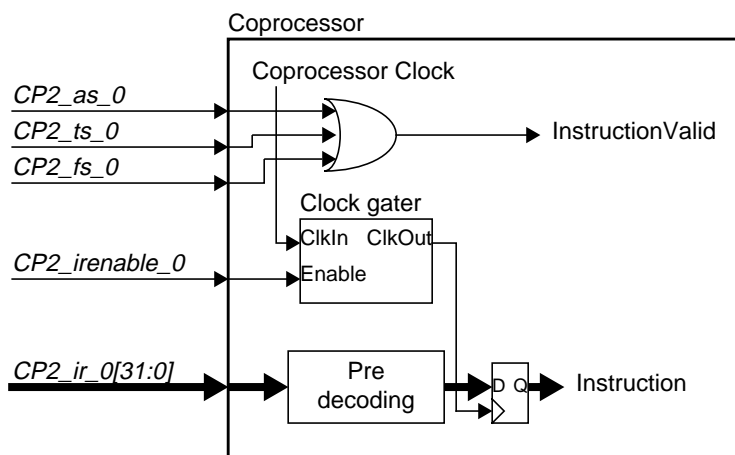 Coprocessor
Coprocessor Clock
CP2_as_0
CP2_ts_0
InstructionValid
CP2_fs_0
Clock gater
ClkIn ClkOut
CP2_irenable_0
Enable
CP2_ir_0[31:0]
Pre
decoding
D Q
Instruction